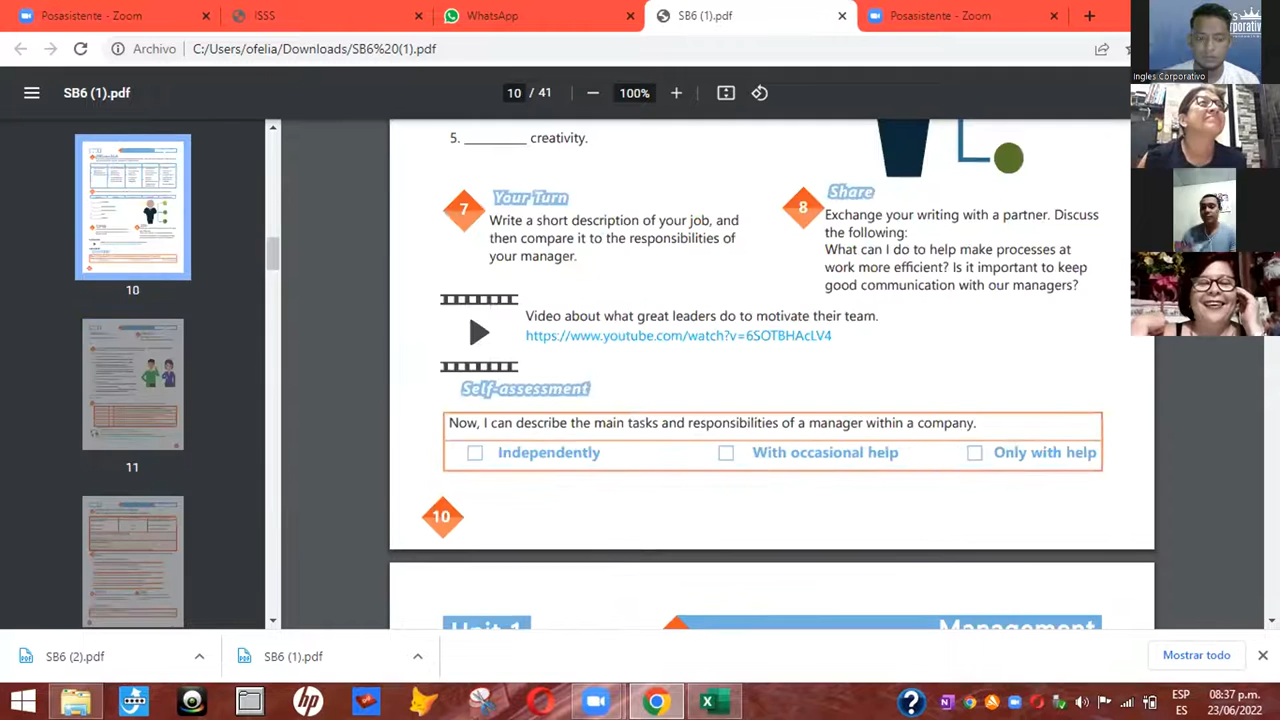 Posasistente - Zoom
ISSS
WhatsApp
SB6 (1).pdf
Posasistente - Zoom
Archivo
C:/Users/ofelia/Downloads/SB6%20(1).pdf
SB6 (1).pdf
10 / 41
100%
Ingles Corporativo
5. _________ creativity.
7
Your Turn
Write a short description of your job, and
then compare it to the responsibilities of
your manager.
8
Share
Exchange your writing with a partner. Discuss
the following:
What can I do to help make processes at
work more efficient? Is it important to keep
good communication with our managers?
Video about what great leaders do to motivate their team.
https://www.youtube.com/watch?v=6SOTBHAcLV4
Self-assessment
Now, I can describe the main tasks and responsibilities of a manager within a company.
Independently
With occasional help
Only with help
10
Unit 1
Management
10
11
SB6 (2).pdf
SB6 (1).pdf
Mostrar todo
ESP
ES
08:37 p.m.
23/06/2022